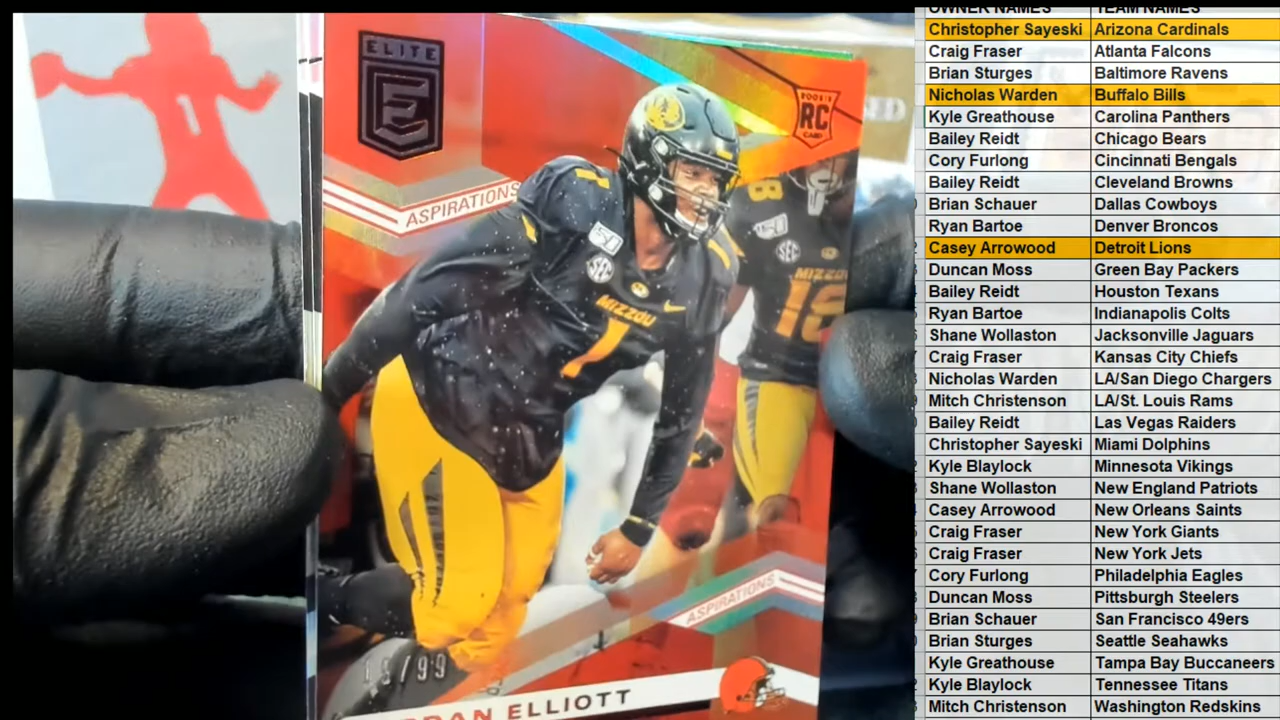 ELITE
E
ROOKIE
RC
CARD
ASPIRATIONS
150
SEC
MIZZOU
1
8
150
SEC
18
ASPIRATIONS
/99
ELLIOTT
OWNER NAMES TEAM NAMES
Christopher Sayeski Arizona Cardinals
Craig Fraser Atlanta Falcons
Brian Sturges Baltimore Ravens
Nicholas Warden Buffalo Bills
Kyle Greathouse Carolina Panthers
Bailey Reidt Chicago Bears
Cory Furlong Cincinnati Bengals
Bailey Reidt Cleveland Browns
Brian Schauer Dallas Cowboys
Ryan Bartoe Denver Broncos
Casey Arrowood Detroit Lions
Duncan Moss Green Bay Packers
Bailey Reidt Houston Texans
Ryan Bartoe Indianapolis Colts
Shane Wollaston Jacksonville Jaguars
Craig Fraser Kansas City Chiefs
Nicholas Warden LA/San Diego Chargers
Mitch Christenson LA/St. Louis Rams
Bailey Reidt Las Vegas Raiders
Christopher Sayeski Miami Dolphins
Kyle Blaylock Minnesota Vikings
Shane Wollaston New England Patriots
Casey Arrowood New Orleans Saints
Craig Fraser New York Giants
Craig Fraser New York Jets
Cory Furlong Philadelphia Eagles
Duncan Moss Pittsburgh Steelers
Brian Schauer San Francisco 49ers
Brian Sturges Seattle Seahawks
Kyle Greathouse Tampa Bay Buccaneers
Kyle Blaylock Tennessee Titans
Mitch Christenson Washington Redskins